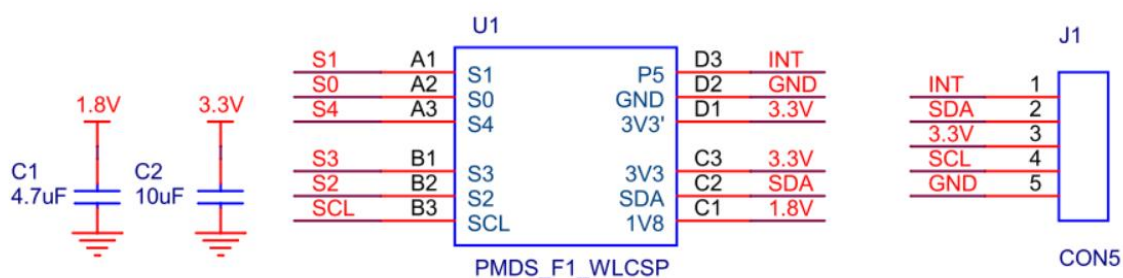 1.8V
3.3V
C1
4.7uF
C2
10uF
U1
S1 A1 S1 P5 D3 INT
S0 A2 S0 GND D2 GND
S4 A3 S4 3V3' D1 3.3V
S3 B1 S3 3V3 C3 3.3V
S2 B2 S2 SDA C2 SDA
SCL B3 SCL 1V8 C1 1.8V
PMDS_F1_WLCSP
J1
INT 1
SDA 2
3.3V 3
SCL 4
GND 5
CON5